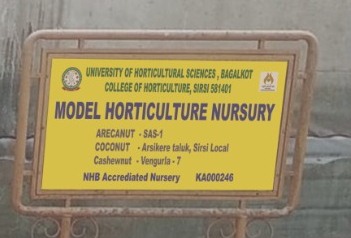 UNIVERSITY OF HORTICULTURAL SCIENCES , BAGALKOT
COLLEGE OF HORTICULTURE, SIRSI 581401
MODEL HORTICULTURE NURSURY
ARECANUT - SAS-1
COCONUT - Arsikere taluk, Sirsi Local
Cashewnut - Vengurla - 7
NHB Accrediated Nursery KA000246